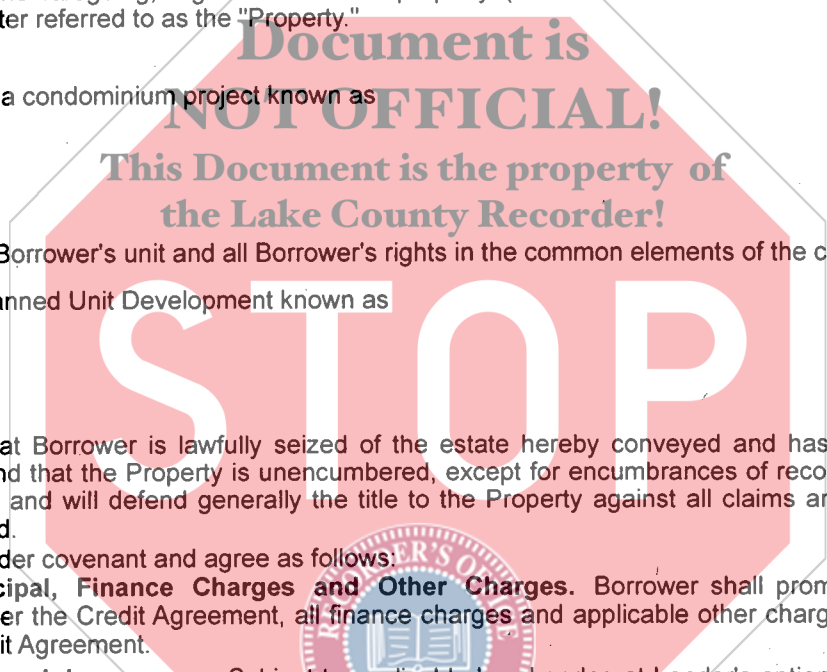 ter referred to as the "Property."
Document is
a condominium project known as
NOT OFFICIAL!
This Document is the property of
the Lake County Recorder!
Borrower's unit and all Borrower's rights in the common elements of the c
anned Unit Development known as
STOP
at Borrower is lawfully seized of the estate hereby conveyed and has
nd that the Property is unencumbered, except for encumbrances of reco
and will defend generally the title to the Property against all claims an
d.
der covenant and agree as follows:
RECORDER'S OFFICE
cipal, Finance Charges and Other Charges. Borrower shall prom
er the Credit Agreement, all finance charges and applicable other charg
it Agreement.